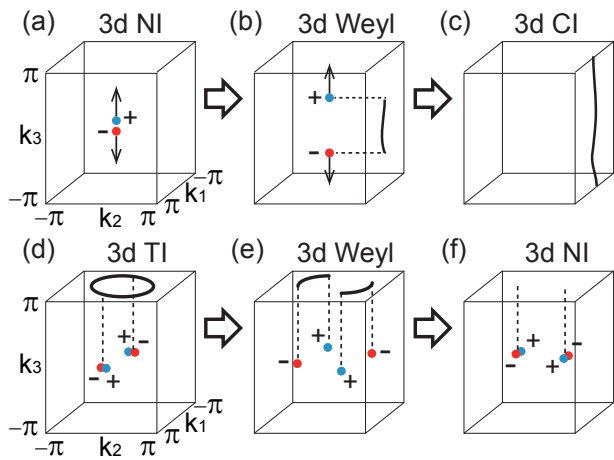 (a) 3d NI
(b) 3d Weyl
(c) 3d CI
π
+
-
k3
-π
-π k2 π π k1 -π
+
-
(d) 3d TI
(e) 3d Weyl
(f) 3d NI
π
+ -
- +
k3
-π
-π k2 π π k1 -π
+
- -
+
+
- -
+